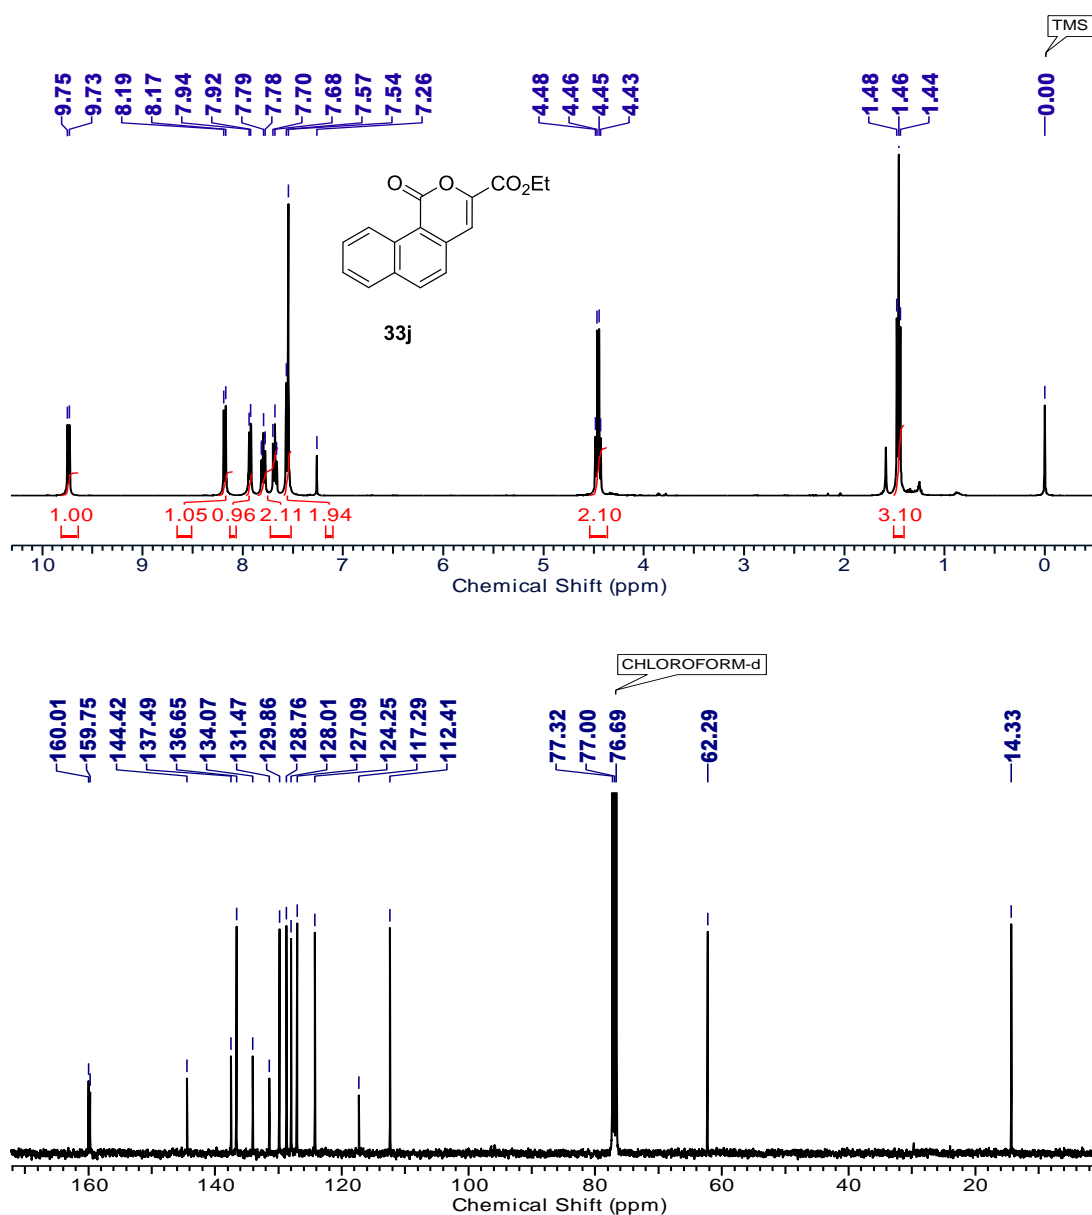 TMS
9.75 9.73 8.19 8.17 7.94 7.92 7.79 7.78 7.70 7.68 7.57 7.54 7.26 4.48 4.46 4.45 4.43 1.48 1.46 1.44 0.00
O O CO2Et
33j
1.00 1.05 0.96 2.11 1.94 2.10 3.10
10 9 8 7 6 5 4 3 2 1 0
Chemical Shift (ppm)
CHLOROFORM-d
160.01 159.75 144.42 137.49 136.65 134.07 131.47 129.86 128.76 128.01 127.09 124.25 117.29 112.41 77.32 77.00 76.69 62.29 14.33
160 140 120 100 80 60 40 20
Chemical Shift (ppm)